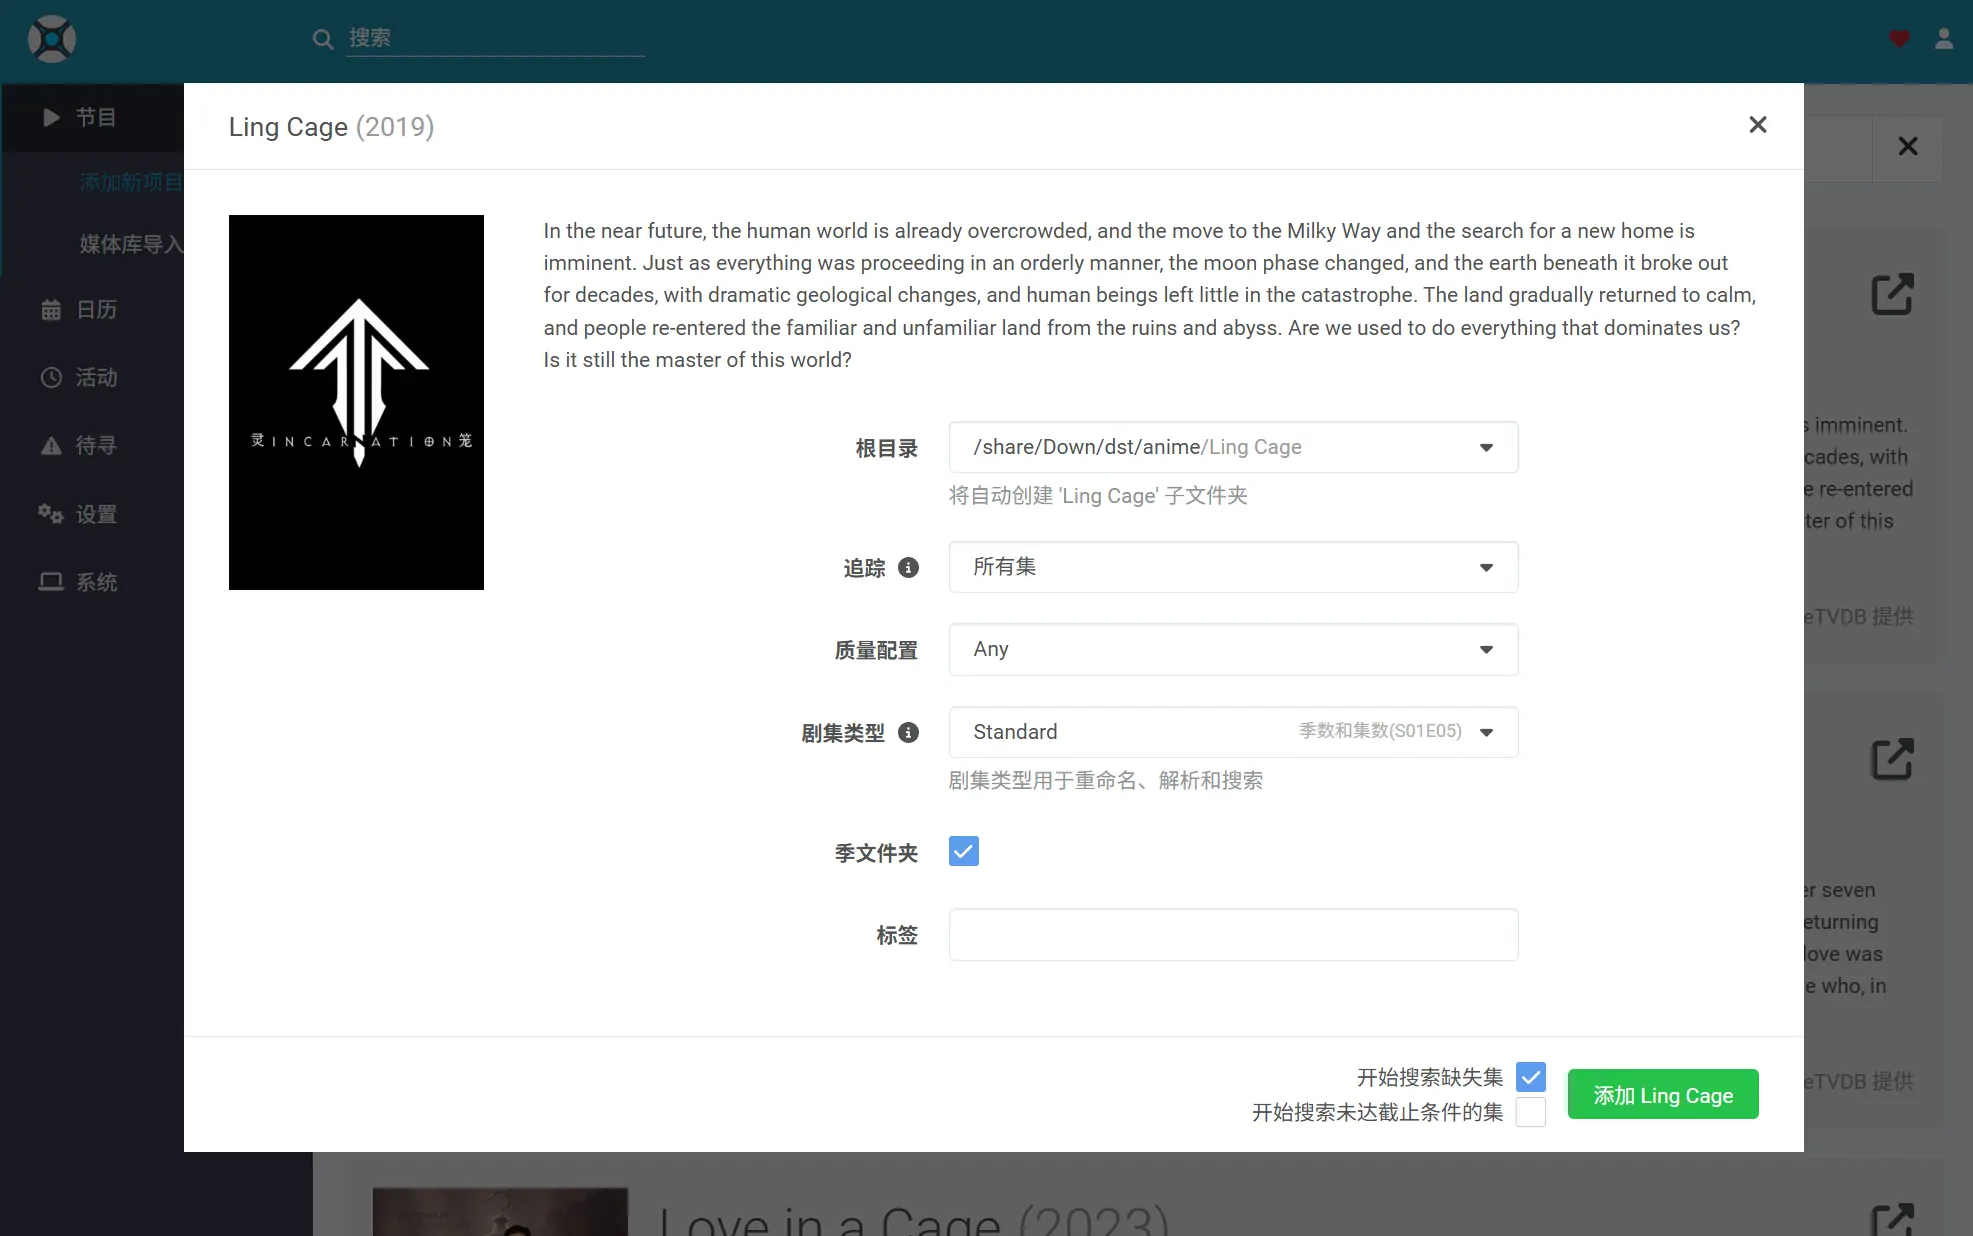 搜索
节目
添加新项目
媒体库导入
日历
活动
待寻
设置
系统
Ling Cage (2019)
灵INCARNATION笼
In the near future, the human world is already overcrowded, and the move to the Milky Way and the search for a new home is
imminent. Just as everything was proceeding in an orderly manner, the moon phase changed, and the earth beneath it broke out
for decades, with dramatic geological changes, and human beings left little in the catastrophe. The land gradually returned to calm,
and people re-entered the familiar and unfamiliar land from the ruins and abyss. Are we used to do everything that dominates us?
Is it still the master of this world?
根目录 /share/Down/dst/anime/Ling Cage
将自动创建 'Ling Cage' 子文件夹
追踪 所有集
质量配置 Any
剧集类型 Standard 季数和集数(S01E05)
剧集类型用于重命名、解析和搜索
季文件夹
标签
开始搜索缺失集
开始搜索未达截止条件的集
添加 Ling Cage
s imminent.
cades, with
e re-entered
ter of this
eTVDB 提供
er seven
eturning
love was
e who, in
eTVDB 提供
Love in a Cage (2023)